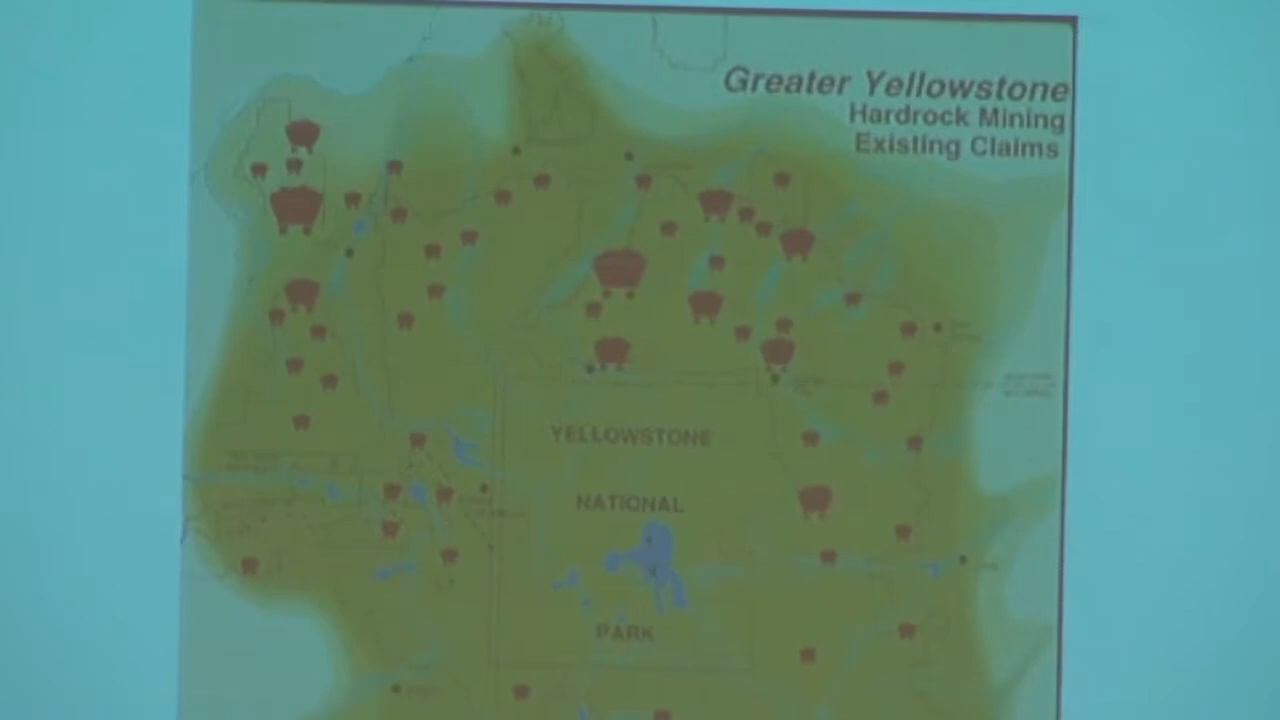 Greater Yellowstone
Hardrock Mining
Existing Claims
YELLOWSTONE
NATIONAL
PARK